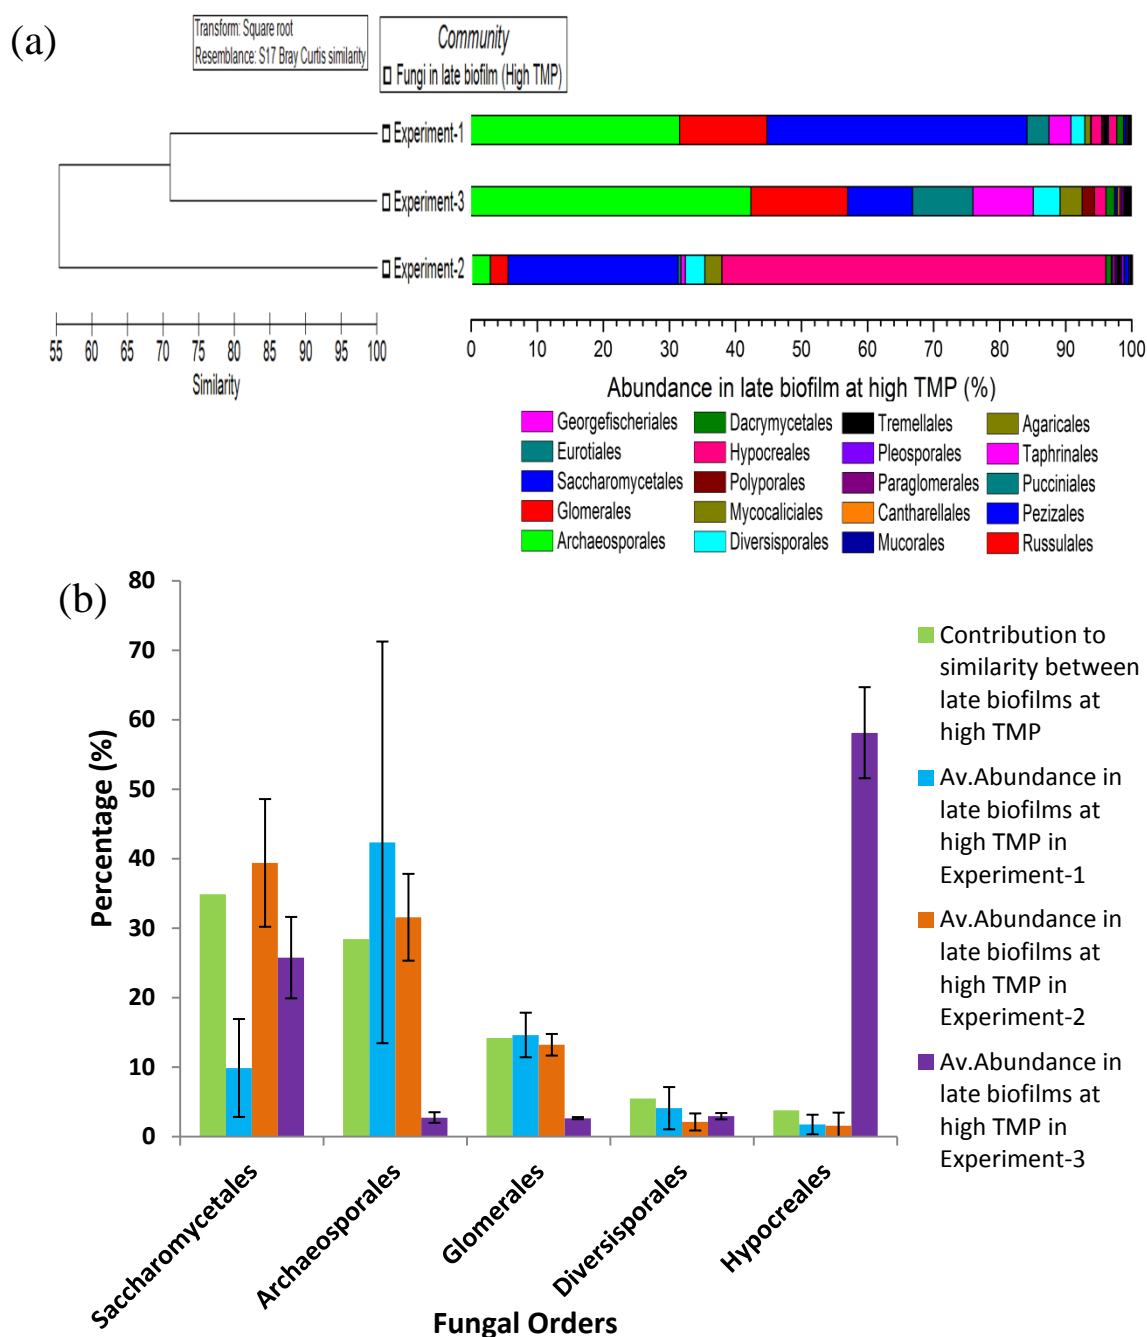 (a)
Transform: Square root
Resemblance: S17 Bray Curtis similarity
Community
Fungi in late biofilm (High TMP)
Experiment-1
Experiment-3
Experiment-2
55 60 65 70 75 80 85 90 95 100
Similarity
0 10 20 30 40 50 60 70 80 90 100
Abundance in late biofilm at high TMP (%)
Georgefischeriales Dacrymycetales Tremellales Agaricales
Eurotiales Hypocreales Pleosporales Taphrinales
Saccharomycetales Polyporales Paraglomerales Pucciniales
Glomerales Mycocaliciales Cantharellales Pezizales
Archaeosporales Diversisporales Mucorales Russulales
(b)
80
70
60
50
40
30
20
10
0
Percentage (%)
Saccharomycetales
Archaeosporales
Glomerales
Diversisporales
Hypocreales
Fungal Orders
Contribution to
similarity between
late biofilms at
high TMP
Av.Abundance in
late biofilms at
high TMP in
Experiment-1
Av.Abundance in
late biofilms at
high TMP in
Experiment-2
Av.Abundance in
late biofilms at
high TMP in
Experiment-3